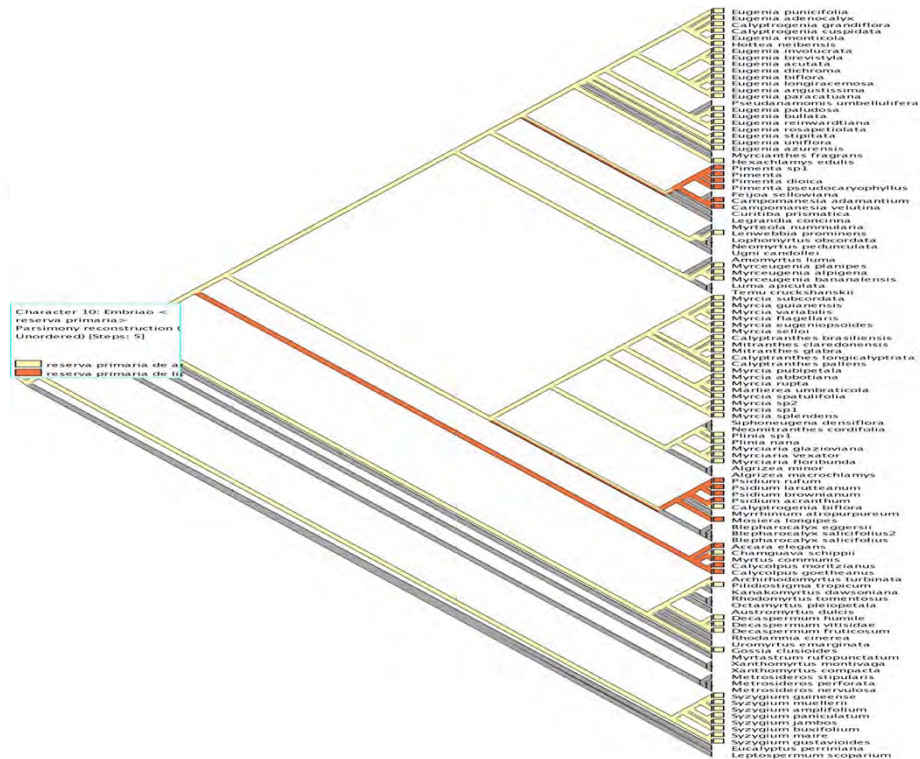 Eugenia punicifolia
Eugenia adenocalyx
Calyptrogenia grandiflora
Calyptrogenia cuspidata
Eugenia monticola
Hottea neibensis
Eugenia involucrata
Eugenia brevistyla
Eugenia acutata
Eugenia dichroma
Eugenia biflora
Eugenia longiracemosa
Eugenia angustissima
Eugenia paracatuana
Pseudanamomis umbellulifera
Eugenia paludosa
Eugenia bullata
Eugenia reinwardtiana
Eugenia rosapetiolata
Eugenia stipitata
Eugenia uniflora
Eugenia azurensis
Myrcianthes fragrans
Hexachlamys edulis
Pimenta sp1
Pimenta
Pimenta dioica
Pimenta pseudocaryophyllus
Feijoa sellowiana
Campomanesia adamantium
Campomanesia velutina
Curitiba prismatica
Legrandia concinna
Myrteola nummularia
Lenwebbia prominens
Lophomyrtus obcordata
Neomyrtus pedunculata
Ugni candollei
Amomyrtus luma
Myrceugenia planipes
Myrceugenia alpigena
Myrceugenia bananalensis
Luma apiculata
Temu cruckshanskii
Myrcia subcordata
Myrcia guianensis
Myrcia variabilis
Myrcia flagellaris
Myrcia eugeniopsoides
Myrcia selloi
Calyptranthes brasiliensis
Mitranthes claredonensis
Mitranthes glabra
Calyptranthes longicalyptrata
Calyptranthes pallens
Myrcia pubipetala
Myrcia abbotiana
Myrcia rupta
Marlierea umbraticola
Myrcia spatulifolia
Myrcia sp2
Myrcia sp1
Myrcia splendens
Siphoneugena densiflora
Neomitranthes cordifolia
Plinia sp1
Plinia nana
Myrciaria glazioviana
Myrciaria vexator
Myrciaria floribunda
Algrizea minor
Algrizea macrochlamys
Psidium rufum
Psidium larutteanum
Psidium brownianum
Psidium acranthum
Calyptrogenia biflora
Myrrhinium atropurpureum
Mosiera longipes
Blepharocalyx eggersii
Blepharocalyx salicifolius2
Blepharocalyx salicifolius
Accara elegans
Chamguava schippii
Myrtus communis
Calycolpus moritzianus
Calycolpus goetheanus
Archirhodomyrtus turbinata
Pilidiostigma tropicum
Kanakomyrtus dawsoniana
Rhodomyrtus tomentosus
Octamyrtus pleiopetala
Austromyrtus dulcis
Decaspermum humile
Decaspermum vitisidae
Decaspermum fruticosum
Rhodamnia cinerea
Uromyrtus emarginata
Gossia clusioides
Myrtastrum rufopunctatum
Xanthomyrtus montivaga
Xanthomyrtus compacta
Metrosideros stipularis
Metrosideros perforata
Metrosideros nervulosa
Syzygium guineense
Syzygium muellerii
Syzygium amplifolium
Syzygium paniculatum
Syzygium jambos
Syzygium buxifolium
Syzygium maire
Syzygium gustavioides
Eucalyptus perriniana
Leptospermum scoparium
Character 10: Embriao <
reserva primaria>
Parsimony reconstruction (
Unordered) [Steps: 5]
reserva primaria de
reserva primaria de